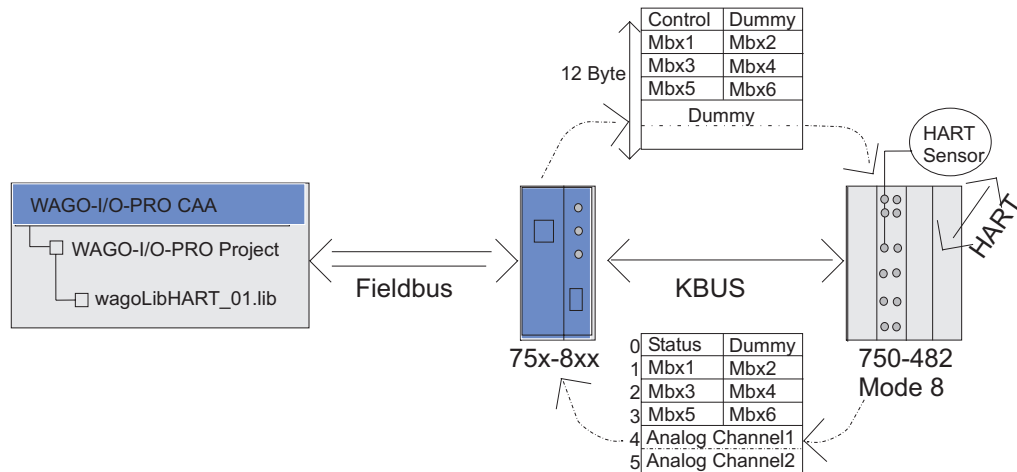 Control Dummy
Mbx1 Mbx2
Mbx3 Mbx4
Mbx5 Mbx6
Dummy
12 Byte
HART
Sensor
HART
WAGO-I/O-PRO CAA
WAGO-I/O-PRO Project
wagoLibHART_01.lib
Fieldbus
KBUS
75x-8xx
750-482
Mode 8
0 Status Dummy
1 Mbx1 Mbx2
2 Mbx3 Mbx4
3 Mbx5 Mbx6
4 Analog Channel1
5 Analog Channel2